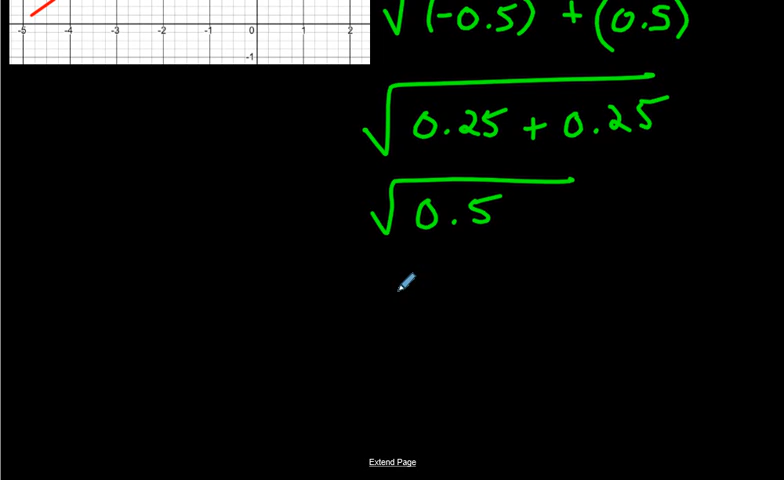 -5 -4 -3 -2 -1 0 1 2
-1
√(-0.5) + (0.5)
√0.25 + 0.25
√0.5
Extend Page